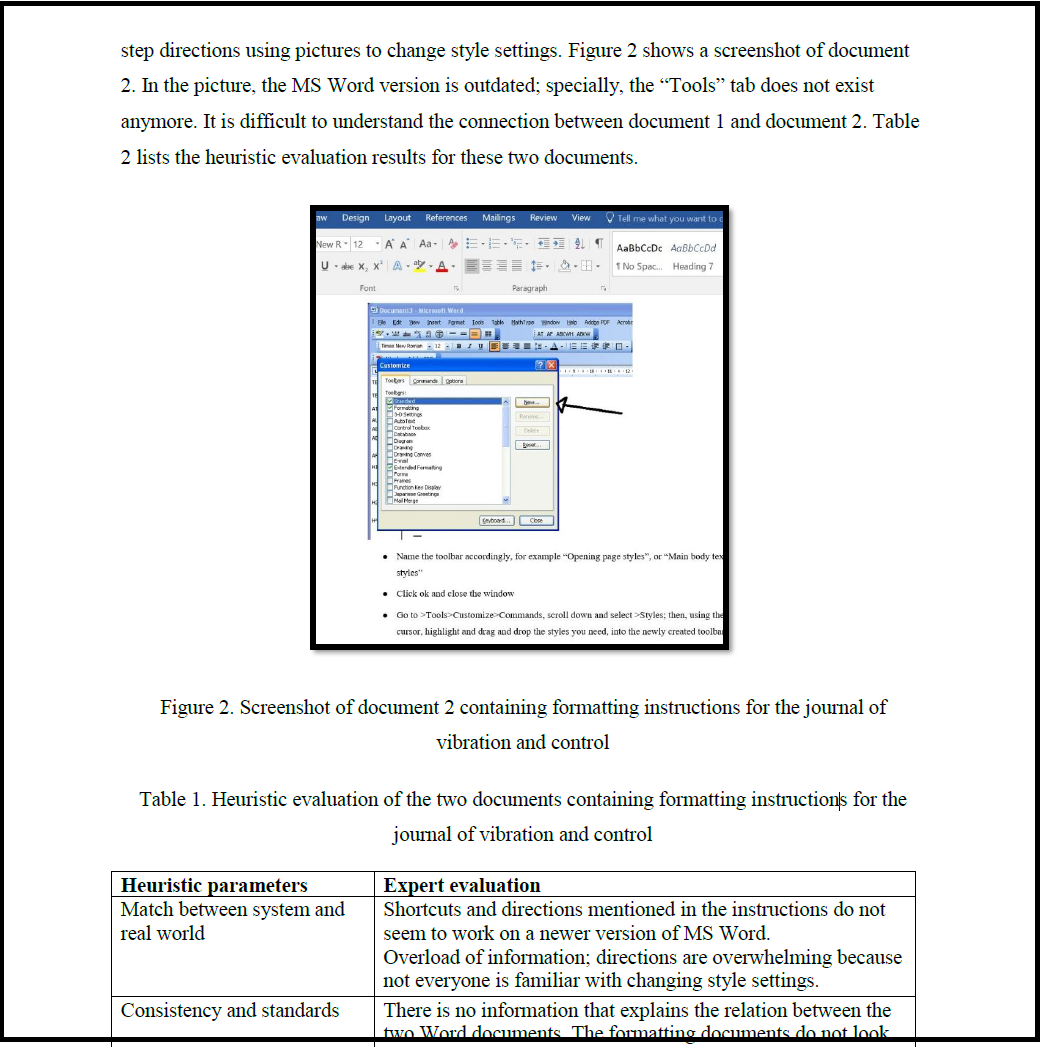 step directions using pictures to change style settings. Figure 2 shows a screenshot of document
2. In the picture, the MS Word version is outdated; specially, the “Tools” tab does not exist
anymore. It is difficult to understand the connection between document 1 and document 2. Table
2 lists the heuristic evaluation results for these two documents.
aw Design Layout References Mailings Review View Tell me what you want to
New R 12 A A Aa
AaBbCcDc AaBbCcDd
U abc X₂ X² A aby A
¶ No Spac... Heading 7
Font Paragraph
Document3 - Microsoft Word
File Edit View Insert Format Tools Table MathType Window Help Adobe PDF Acroba
Times New Roman 12 B I U
Customize
Toolbars Commands Options
Toolbars:
Standard New...
Formatting
3-D Settings Rename...
AutoText
Control Toolbox Delete
Database
Diagram
Drawing Reset...
Drawing Canvas
E-mail
Extended Formatting
Forms
Frames
Function Key Display
Japanese Greetings
Mail Merge
Keyboard... Close
• Name the toolbar accordingly, for example “Opening page styles”, or “Main body tex
styles”
• Click ok and close the window
• Go to >Tools>Customize>Commands, scroll down and select >Styles; then, using the
cursor, highlight and drag and drop the styles you need, into the newly created toolba
Figure 2. Screenshot of document 2 containing formatting instructions for the journal of
vibration and control
Table 1. Heuristic evaluation of the two documents containing formatting instructions for the
journal of vibration and control
Heuristic parameters Expert evaluation
Match between system and Shortcuts and directions mentioned in the instructions do not
real world seem to work on a newer version of MS Word.
Overload of information; directions are overwhelming because
not everyone is familiar with changing style settings.
Consistency and standards There is no information that explains the relation between the
two Word documents. The formatting documents do not look